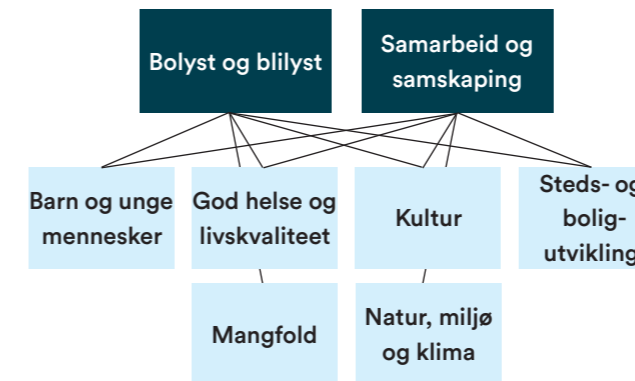 Bolyst og blilyst
Samarbeid og
samskaping
Barn og unge
mennesker
God helse og
livskvaliteet
Kultur
Steds- og
bolig-
utvikling
Mangfold
Natur, miljø
og klima